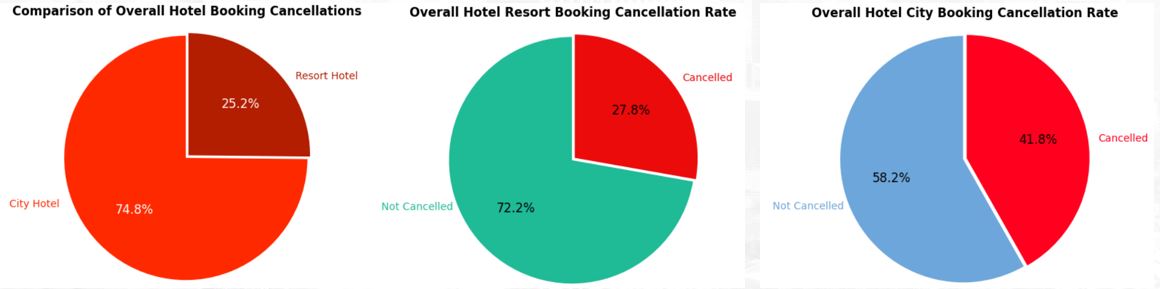 Comparison of Overall Hotel Booking Cancellations
Resort Hotel
25.2%
City Hotel
74.8%
Overall Hotel Resort Booking Cancellation Rate
Cancelled
27.8%
Not Cancelled
72.2%
Overall Hotel City Booking Cancellation Rate
41.8%
Cancelled
58.2%
Not Cancelled